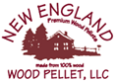 NEW ENGLAND
Premium Wood Pellets
made from 100% wood
WOOD PELLET, LLC